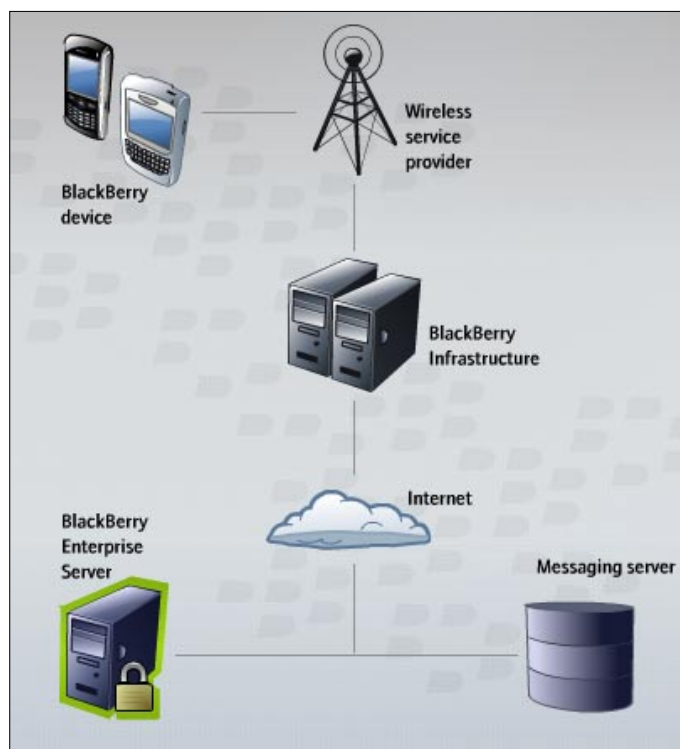 Wireless
service
provider
BlackBerry
device
BlackBerry
Infrastructure
Internet
BlackBerry
Enterprise
Server
Messaging server